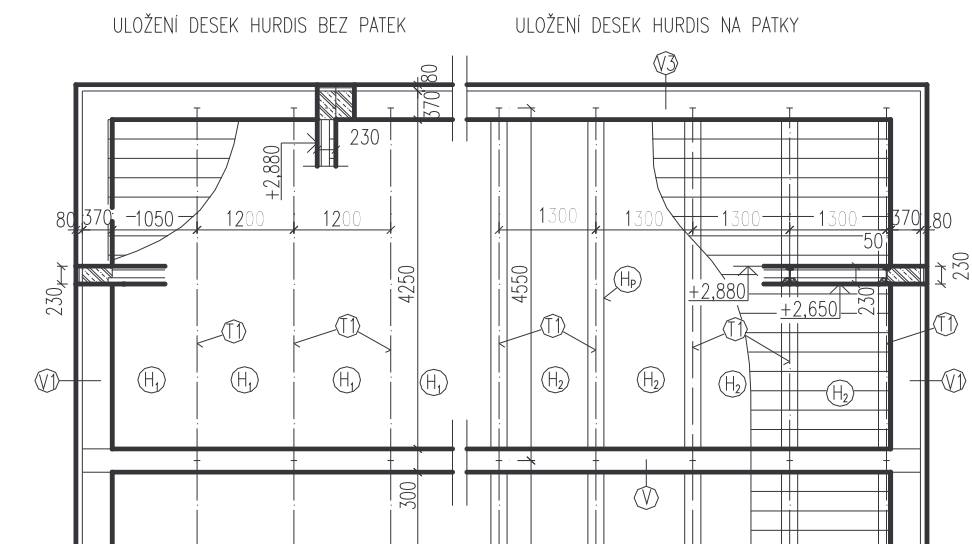 ULOŽENÍ DESEK HURDIS BEZ PATEK
ULOŽENÍ DESEK HURDIS NA PATKY
V3
80
370
230
+2,880
80 370 1050 1200 1200
1300 1300 1300 1300 370 80
50
230
4250
4550
HP
+2,880
+2,650
230
230
T1 T1 T1 T1 T1
V1 H1 H1 H1 H1 H2 H2 H2 H2 V1
300
V